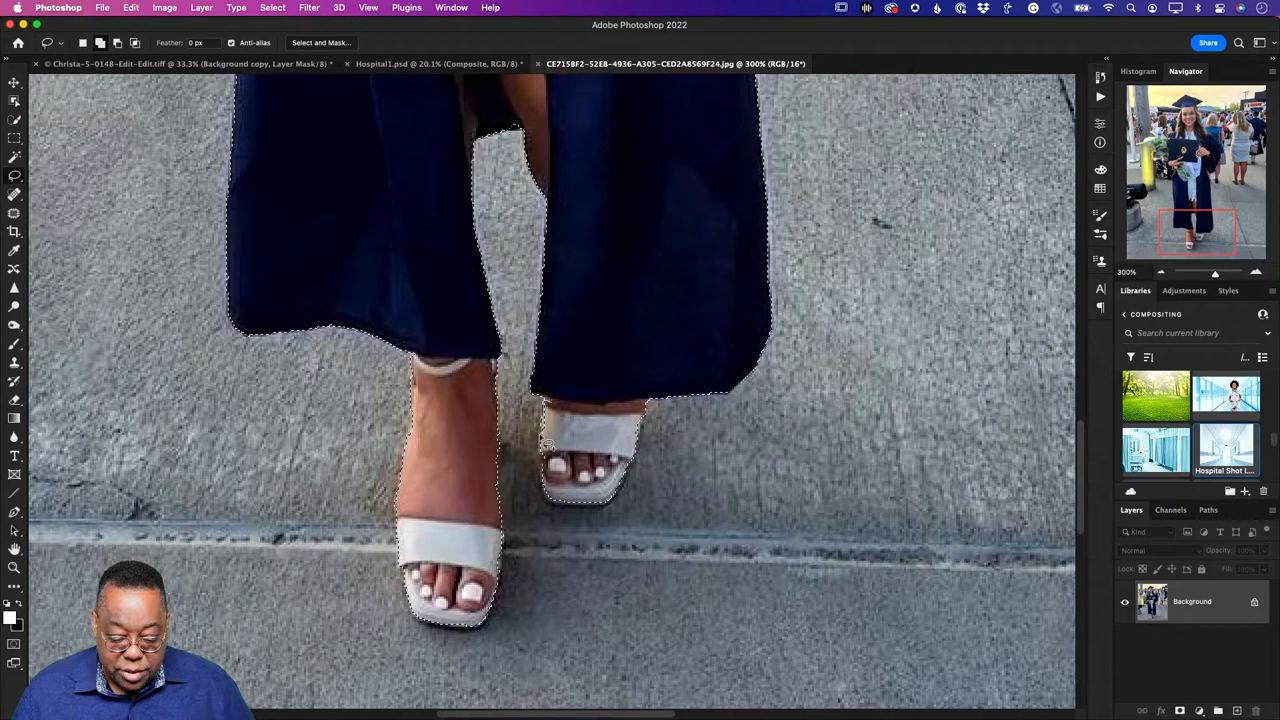 Photoshop File Edit Image Layer Type Select Filter 3D View Plugins Window Help
Adobe Photoshop 2022
Feather: 0 px Anti-alias Select and Mask... Share
© Christa-5-0148-Edit-Edit.tiff @ 33.3% (Background copy, Layer Mask/8) *
Hospital1.psd @ 20.1% (Composite, RGB/8) *
CE715BF2-52EB-4936-A305-CED2A8569F24.jpg @ 300% (RGB/16*)
Histogram Navigator
300%
Libraries Adjustments Styles
COMPOSITING
Search current library
Hospital Shot L...
Layers Channels Paths
Kind
Normal Opacity: 100%
Lock: Fill: 100%
Background